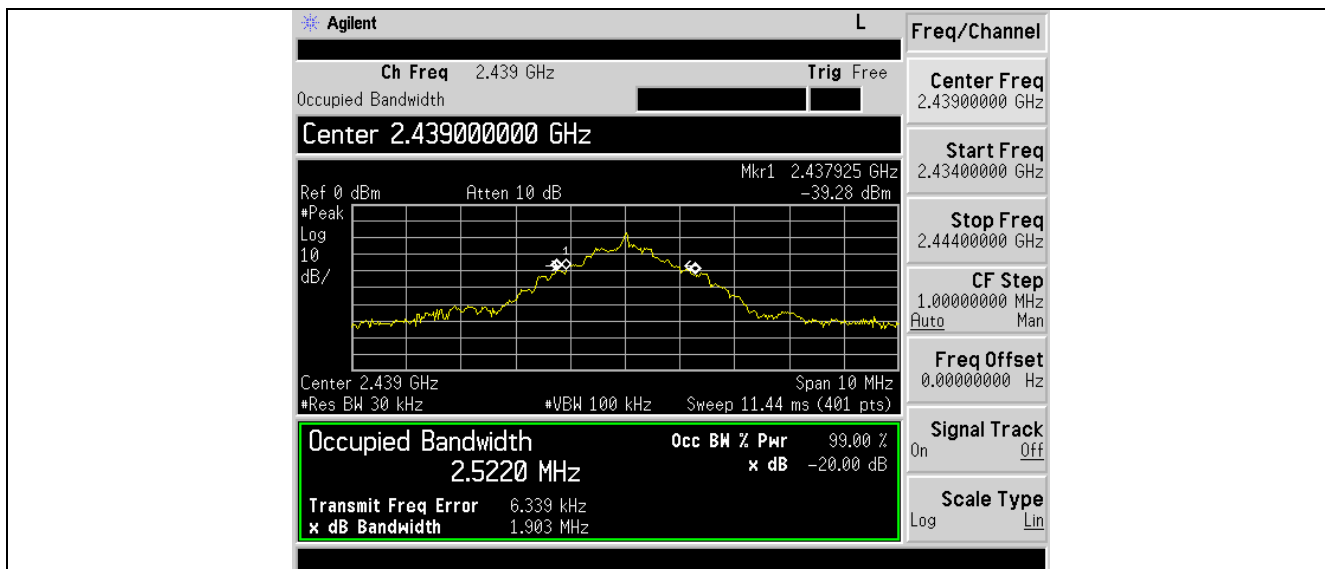 Agilent L
Freq/Channel
Ch Freq 2.439 GHz Trig Free
Occupied Bandwidth
Center 2.439000000 GHz
Mkr1 2.437925 GHz
Ref 0 dBm Atten 10 dB -39.28 dBm
#Peak
Log
10
dB/
1
Center 2.439 GHz Span 10 MHz
#Res BW 30 kHz #VBW 100 kHz Sweep 11.44 ms (401 pts)
Occupied Bandwidth
2.5220 MHz
Occ BW % Pwr 99.00 %
x dB -20.00 dB
Transmit Freq Error 6.339 kHz
x dB Bandwidth 1.903 MHz
Center Freq
2.43900000 GHz
Start Freq
2.43400000 GHz
Stop Freq
2.44400000 GHz
CF Step
1.00000000 MHz
Auto Man
Freq Offset
0.00000000 Hz
Signal Track
On Off
Scale Type
Log Lin